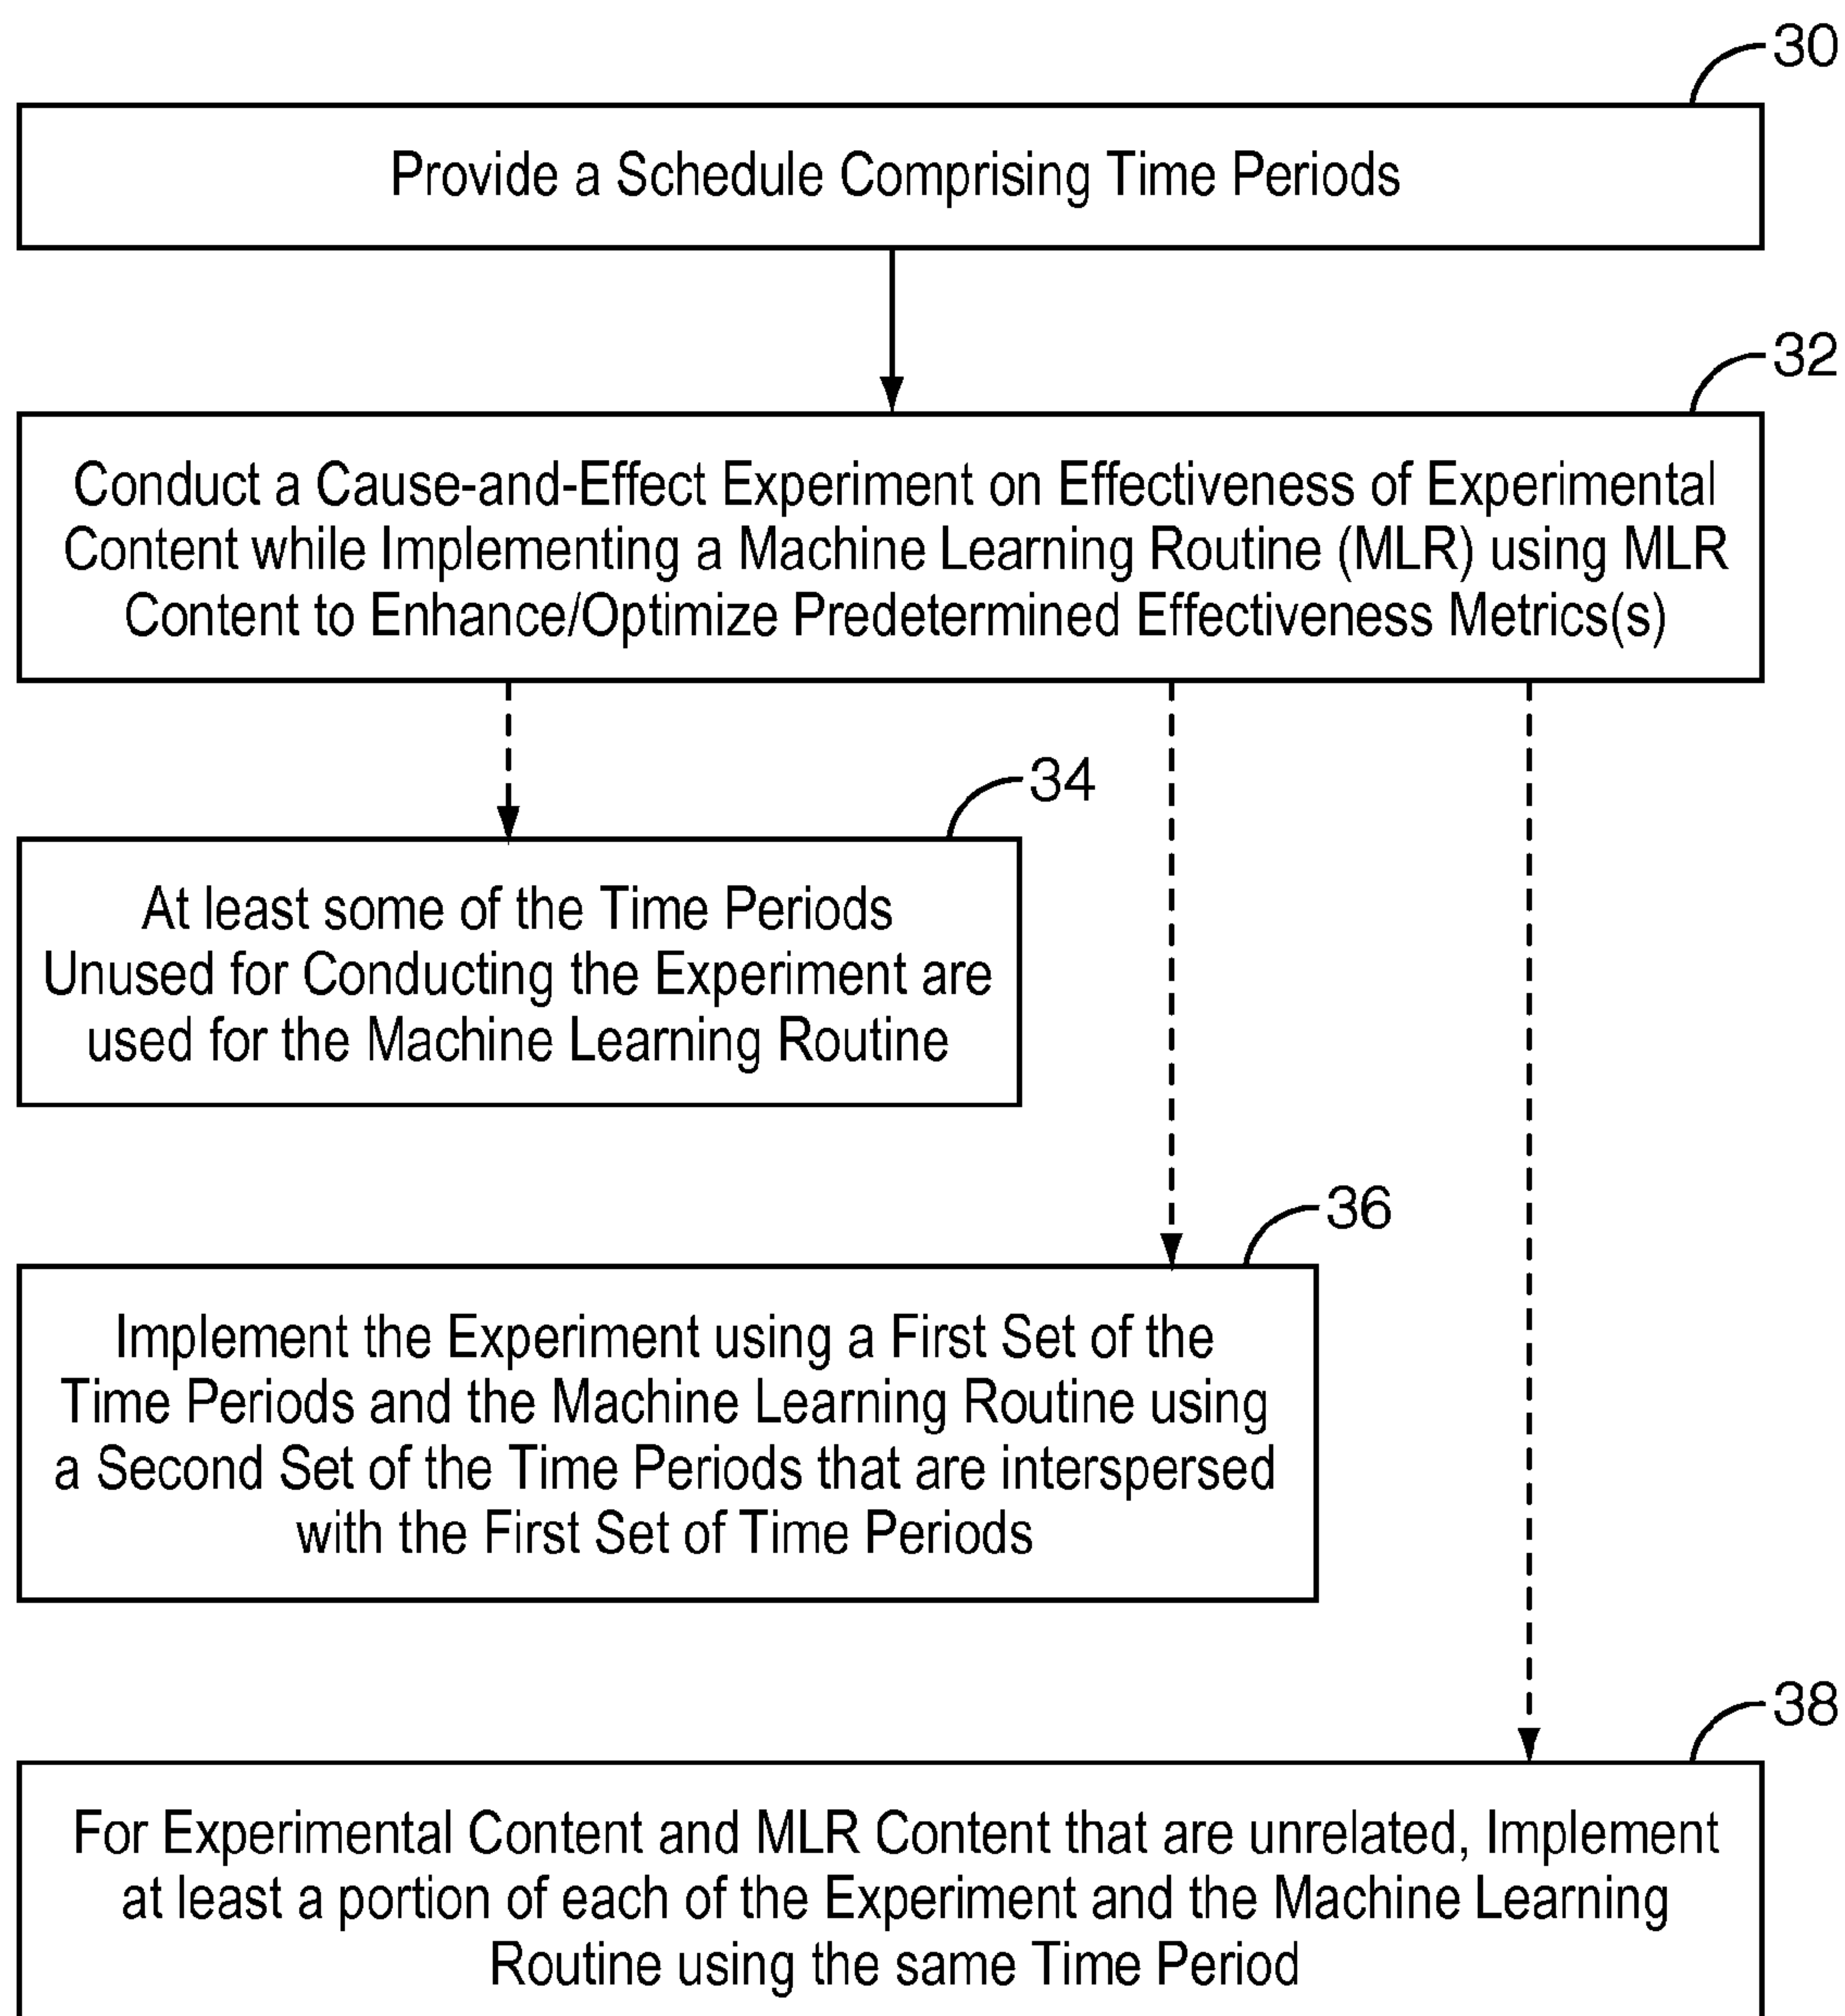 30
Provide a Schedule Comprising Time Periods
32
Conduct a Cause-and-Effect Experiment on Effectiveness of Experimental
Content while Implementing a Machine Learning Routine (MLR) using MLR
Content to Enhance/Optimize Predetermined Effectiveness Metrics(s)
34
At least some of the Time Periods
Unused for Conducting the Experiment are
used for the Machine Learning Routine
36
Implement the Experiment using a First Set of the
Time Periods and the Machine Learning Routine using
a Second Set of the Time Periods that are interspersed
with the First Set of Time Periods
38
For Experimental Content and MLR Content that are unrelated, Implement
at least a portion of each of the Experiment and the Machine Learning
Routine using the same Time Period